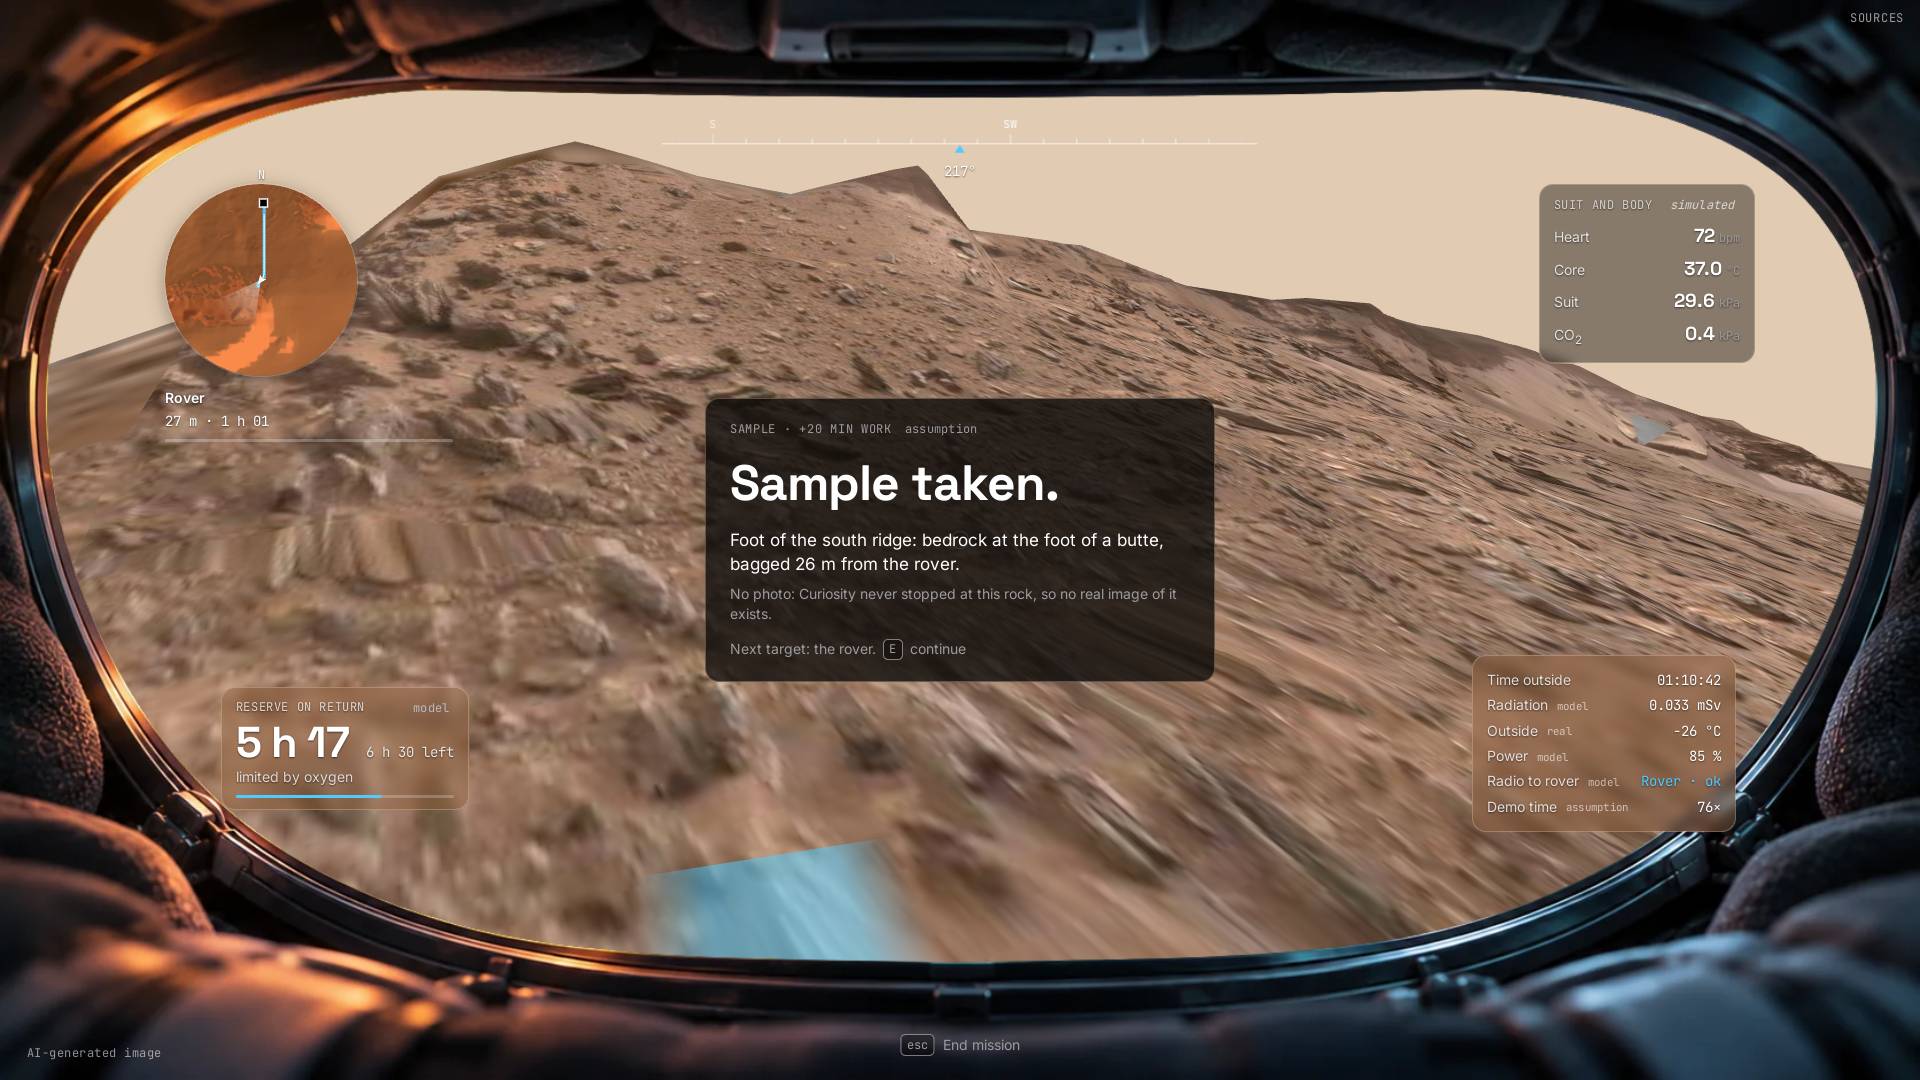 SOURCES
S SW
217°
N
Rover
27 m · 1 h 01
SUIT AND BODY simulated
Heart 72 bpm
Core 37.0 °C
Suit 29.6 kPa
CO2 0.4 kPa
SAMPLE · +20 MIN WORK assumption
Sample taken.
Foot of the south ridge: bedrock at the foot of a butte,
bagged 26 m from the rover.
No photo: Curiosity never stopped at this rock, so no real image of it
exists.
Next target: the rover. E continue
RESERVE ON RETURN model
5 h 17 6 h 30 left
limited by oxygen
Time outside 01:10:42
Radiation model 0.033 mSv
Outside real -26 °C
Power model 85 %
Radio to rover model Rover · ok
Demo time assumption 76×
esc End mission
AI-generated image